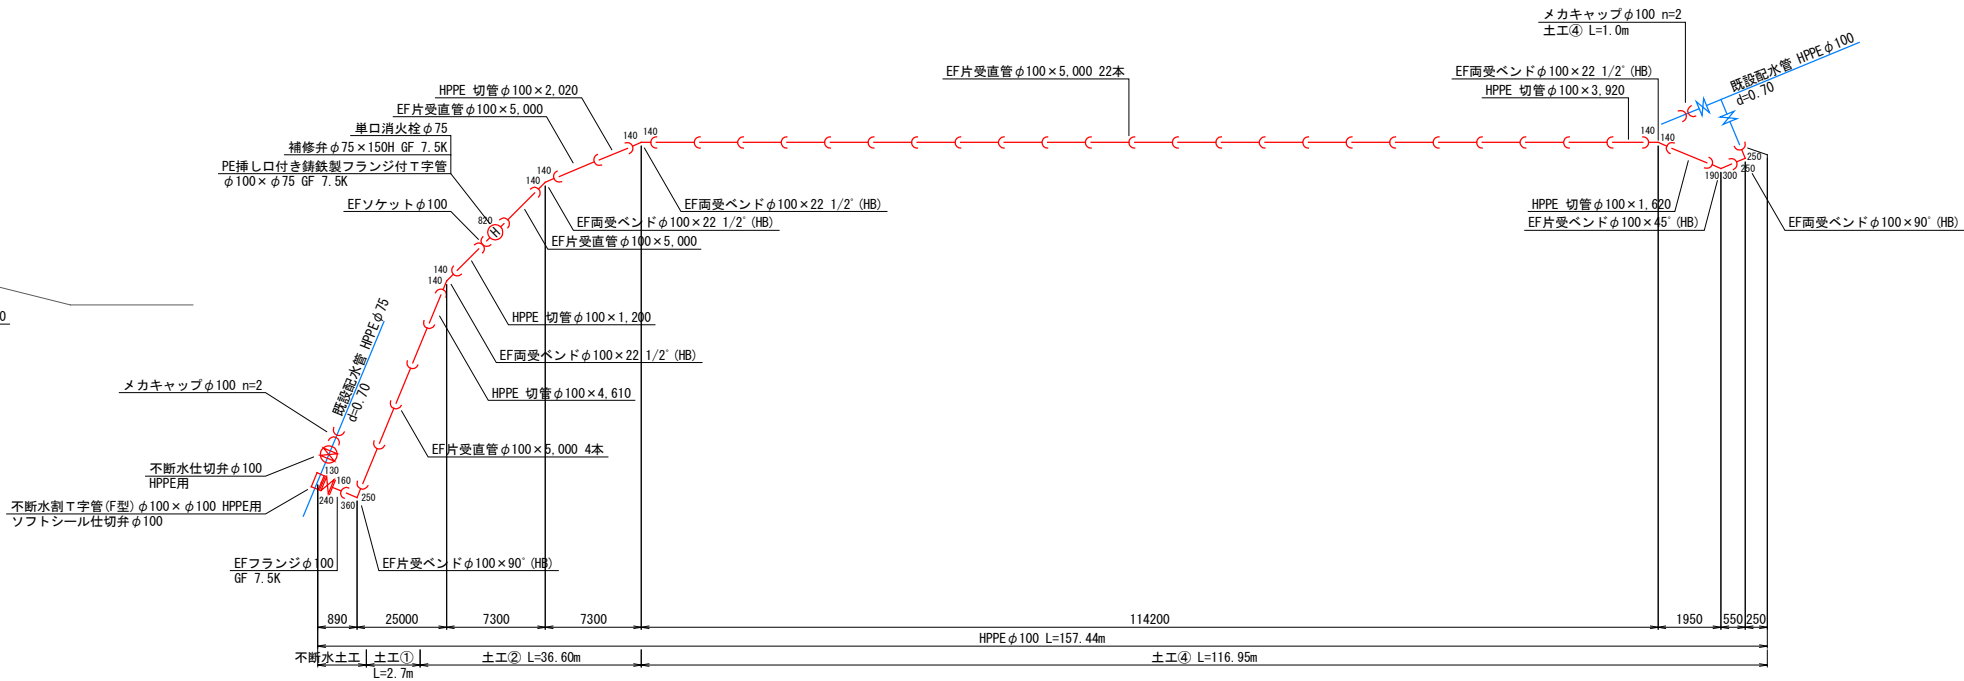 メカキャップφ100 n=2
土工④ L=1.0m
既設配水管 HPPEφ100
d=0.70
EF片受直管φ100×5,000 22本
EF両受ベンドφ100×22 1/2ﾟ(HB)
HPPE 切管φ100×3,920
HPPE 切管φ100×2,020
EF片受直管φ100×5,000
単口消火栓φ75
補修弁φ75×150H GF 7.5K
PE挿し口付き鋳鉄製フランジ付T字管
φ100×φ75 GF 7.5K
EFソケットφ100
140
140
140
140
140
140
820
H
140
140
250
250
190
300
HPPE 切管φ100×1,620
EF片受ベンドφ100×45ﾟ(HB)
EF両受ベンドφ100×90ﾟ(HB)
EF両受ベンドφ100×22 1/2ﾟ(HB)
EF両受ベンドφ100×22 1/2ﾟ(HB)
EF片受直管φ100×5,000
HPPE 切管φ100×1,200
EF両受ベンドφ100×22 1/2ﾟ(HB)
HPPE 切管φ100×4,610
EF片受直管φ100×5,000 4本
0
既設配水管 HPPEφ75
d=0.70
メカキャップφ100 n=2
不断水仕切弁φ100
HPPE用
不断水割T字管(F型)φ100×φ100 HPPE用
ソフトシール仕切弁φ100
130
160
240
360
250
EFフランジφ100
GF 7.5K
EF片受ベンドφ100×90ﾟ(HB)
890
25000
7300
7300
114200
1950
550
250
HPPEφ100 L=157.44m
不断水土工
土工①
L=2.7m
土工② L=36.60m
土工④ L=116.95m